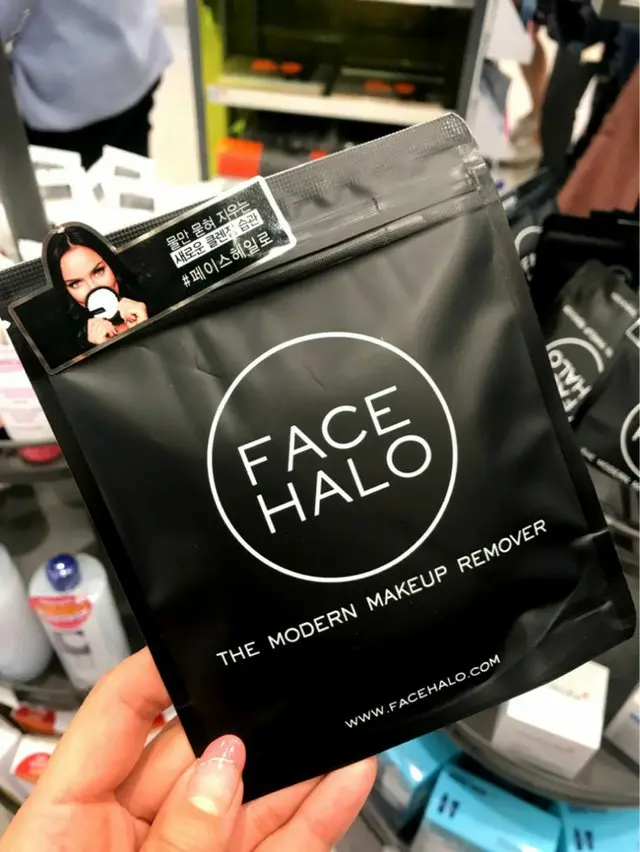 물만 묻혀 지우는
새로운 클렌징 습관
#페이스헤일로
FACE
HALO
THE MODERN MAKEUP REMOVER
WWW.FACEHALO.COM
HALO